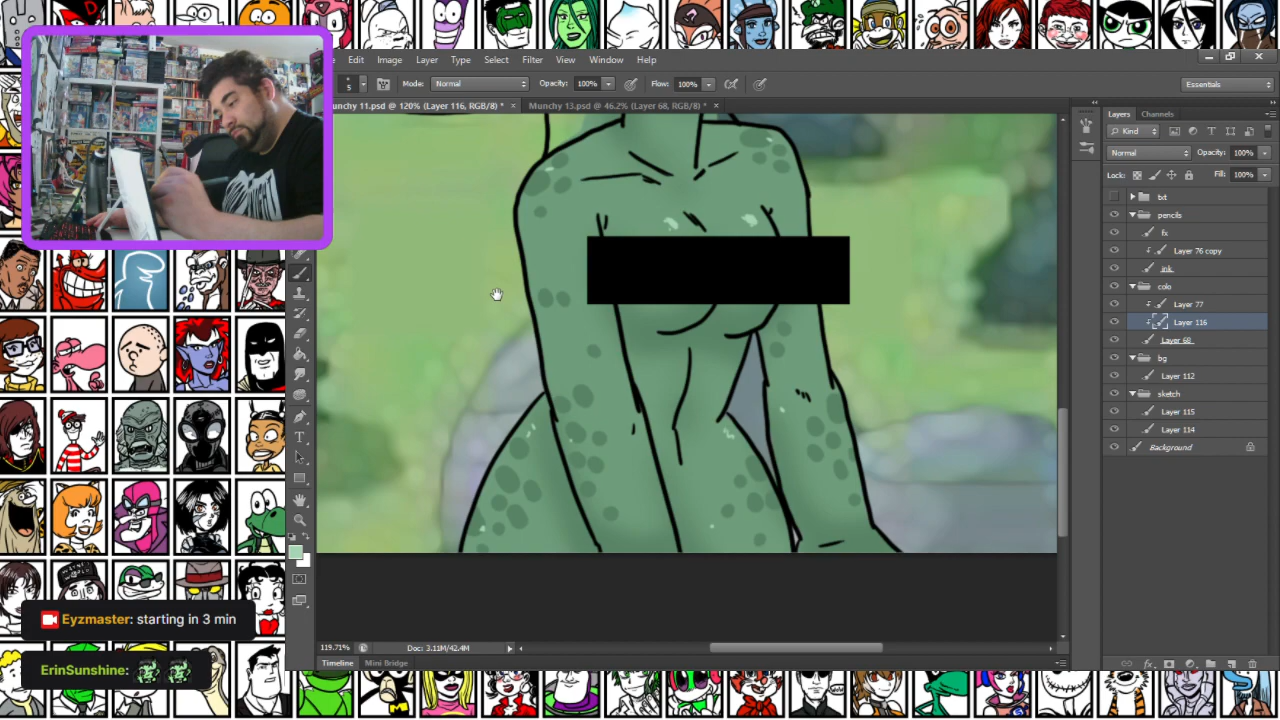 Edit Image Layer Type Select Filter View Window Help
5 Mode: Normal Opacity: 100% Flow: 100% Essentials
unchy 11.psd @ 120% (Layer 116, RGB/8) * × Munchy 13.psd @ 46.2% (Layer 68, RGB/8) * ×
Layers Channels
Kind
Normal Opacity: 100%
Lock: Fill: 100%
txt
pencils
fx
Layer 76 copy
ink
colo
Layer 77
Layer 116
Layer 68
bg
Layer 112
sketch
Layer 115
Layer 114
Background
Eyzmaster: starting in 3 min
ErinSunshine:
119.71% Doc: 3.11M/42.4M
Timeline Mini Bridge